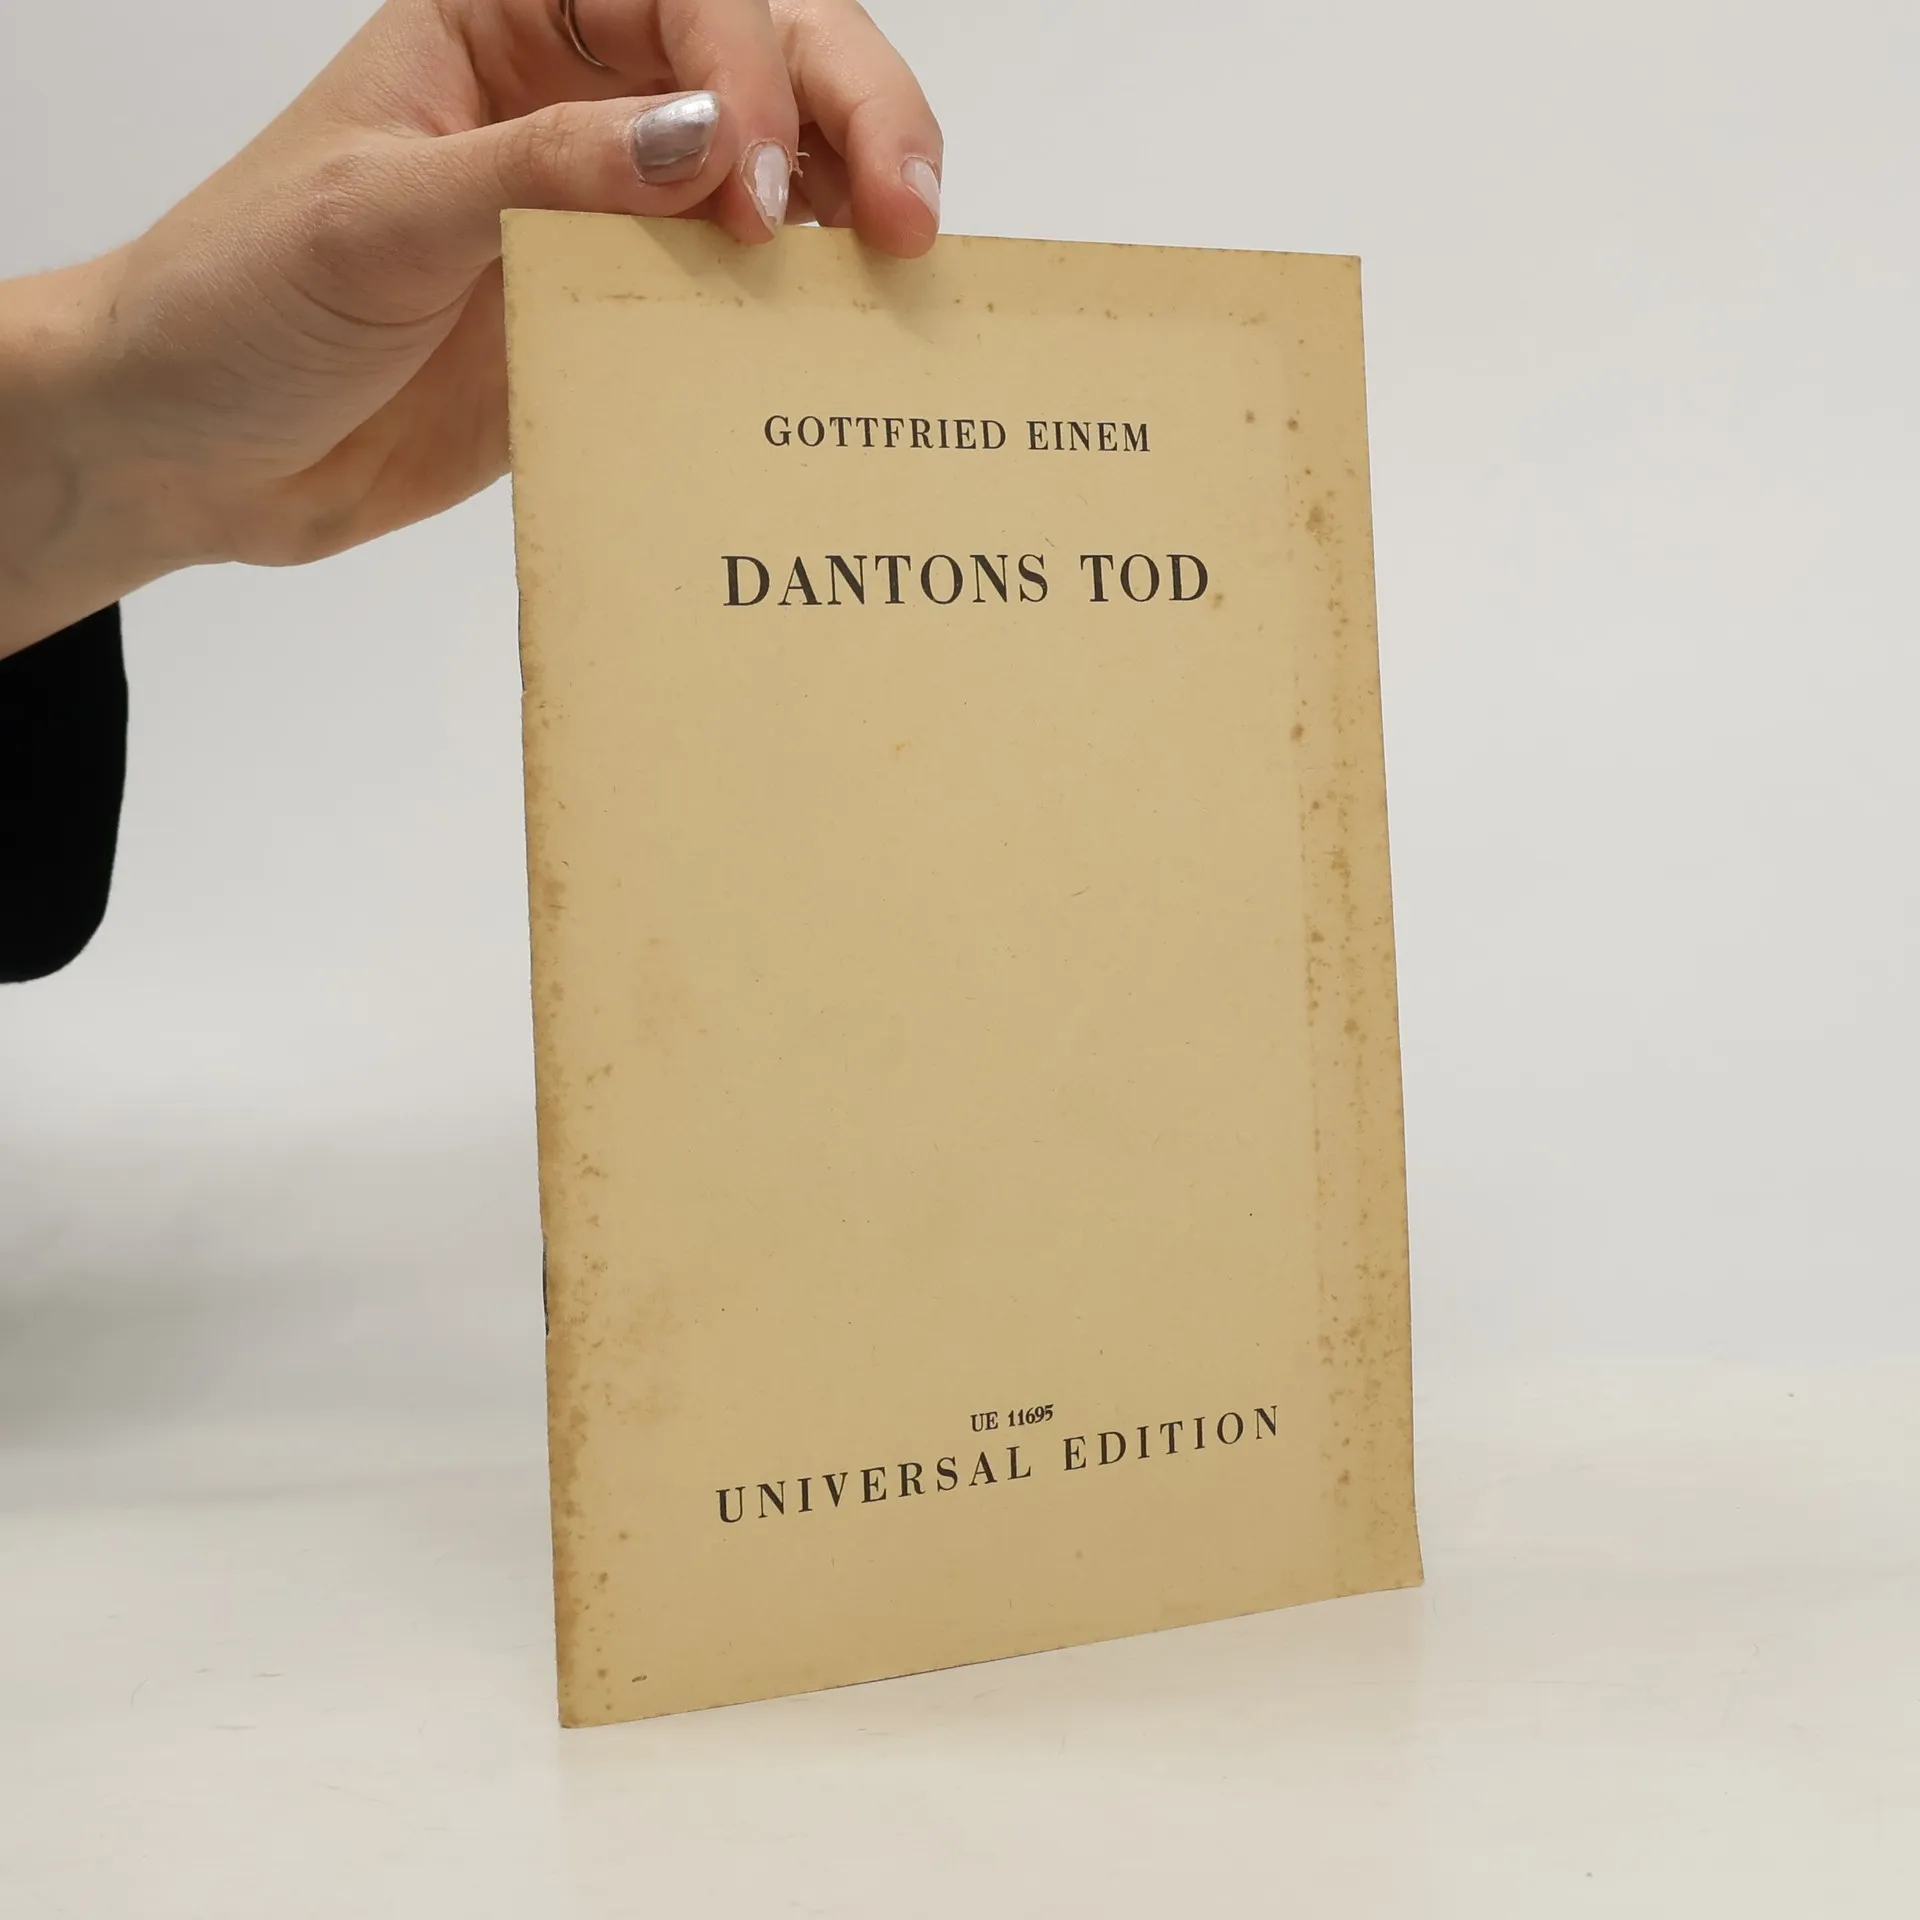 GOTTFRIED EINEM
DANTONS TOD
UE 11695
UNIVERSAL EDITION